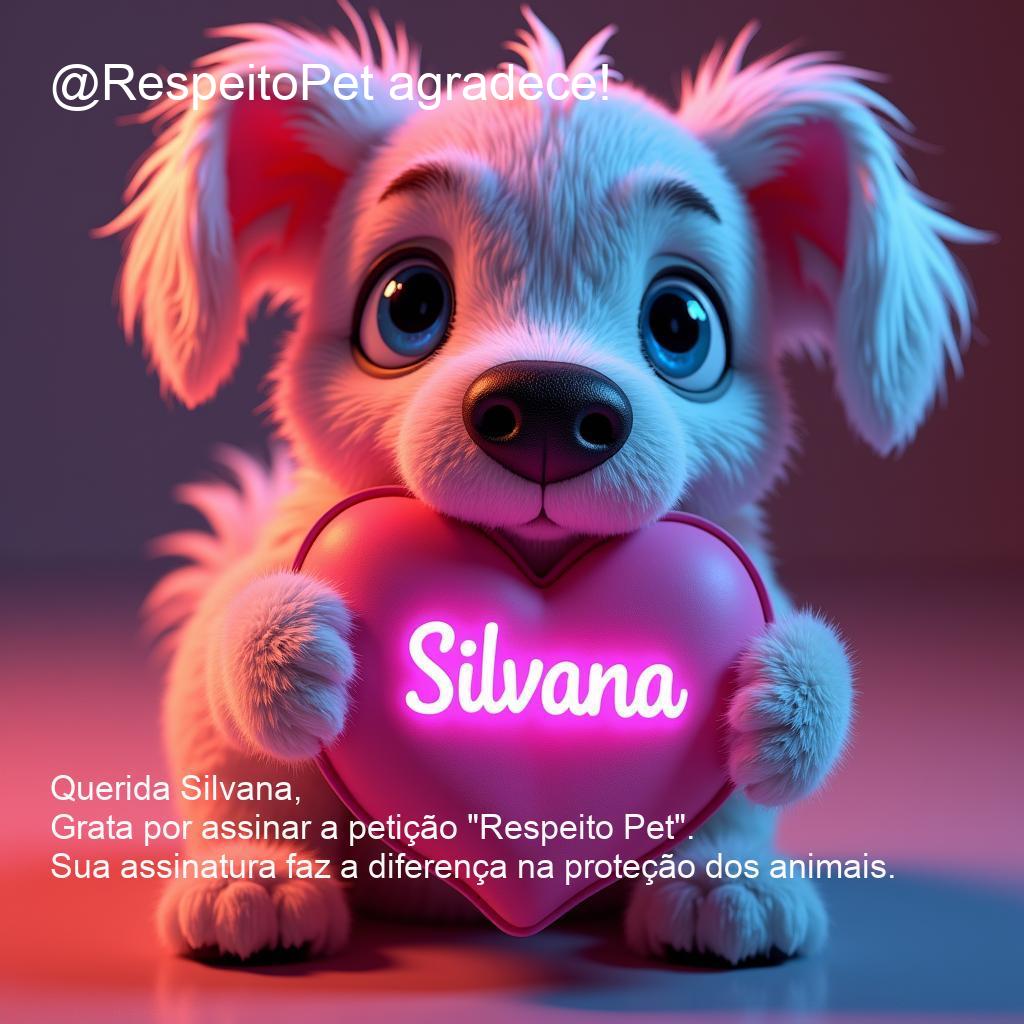 @RespeitoPet agradece!
Silvana
Querida Silvana,
Grata por assinar a petição "Respeito Pet".
Sua assinatura faz a diferença na proteção dos animais.